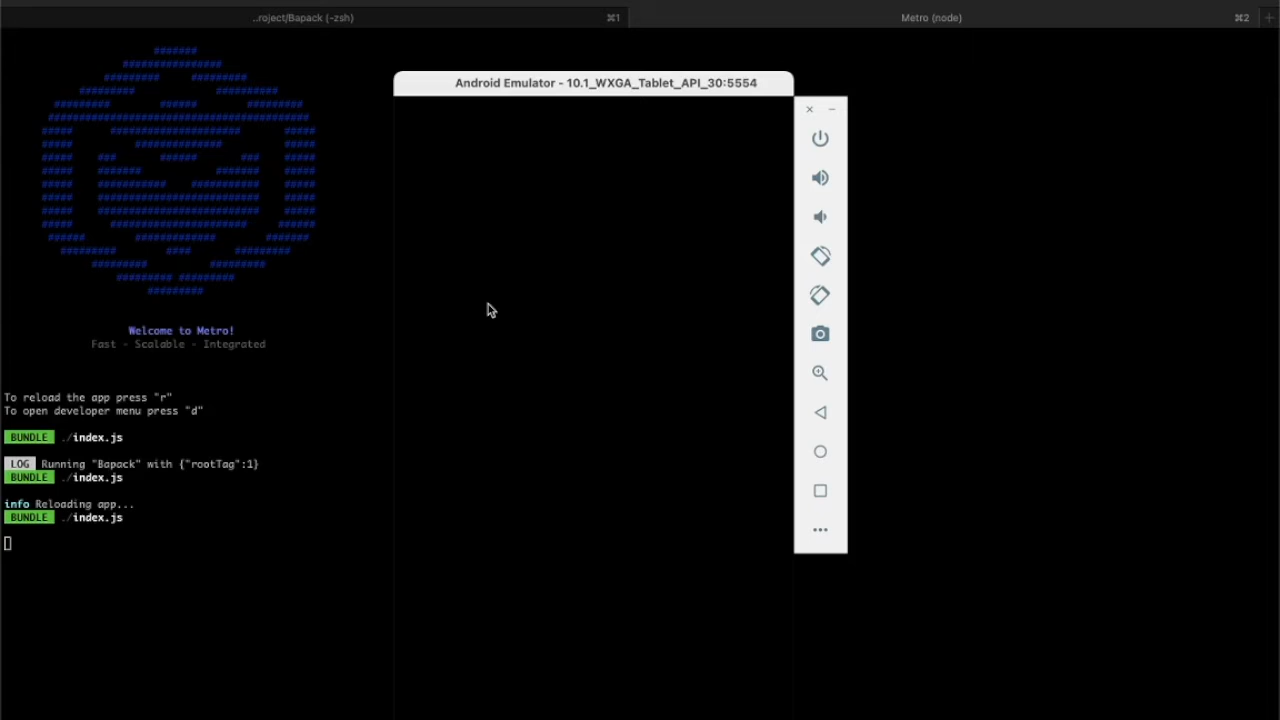 ..roject/Bapack (-zsh)
⌘1
Metro (node)
⌘2
Android Emulator - 10.1_WXGA_Tablet_API_30:5554
Welcome to Metro!
Fast - Scalable - Integrated
To reload the app press "r"
To open developer menu press "d"
BUNDLE ./index.js
LOG Running "Bapack" with {"rootTag":1}
BUNDLE ./index.js
info Reloading app...
BUNDLE ./index.js